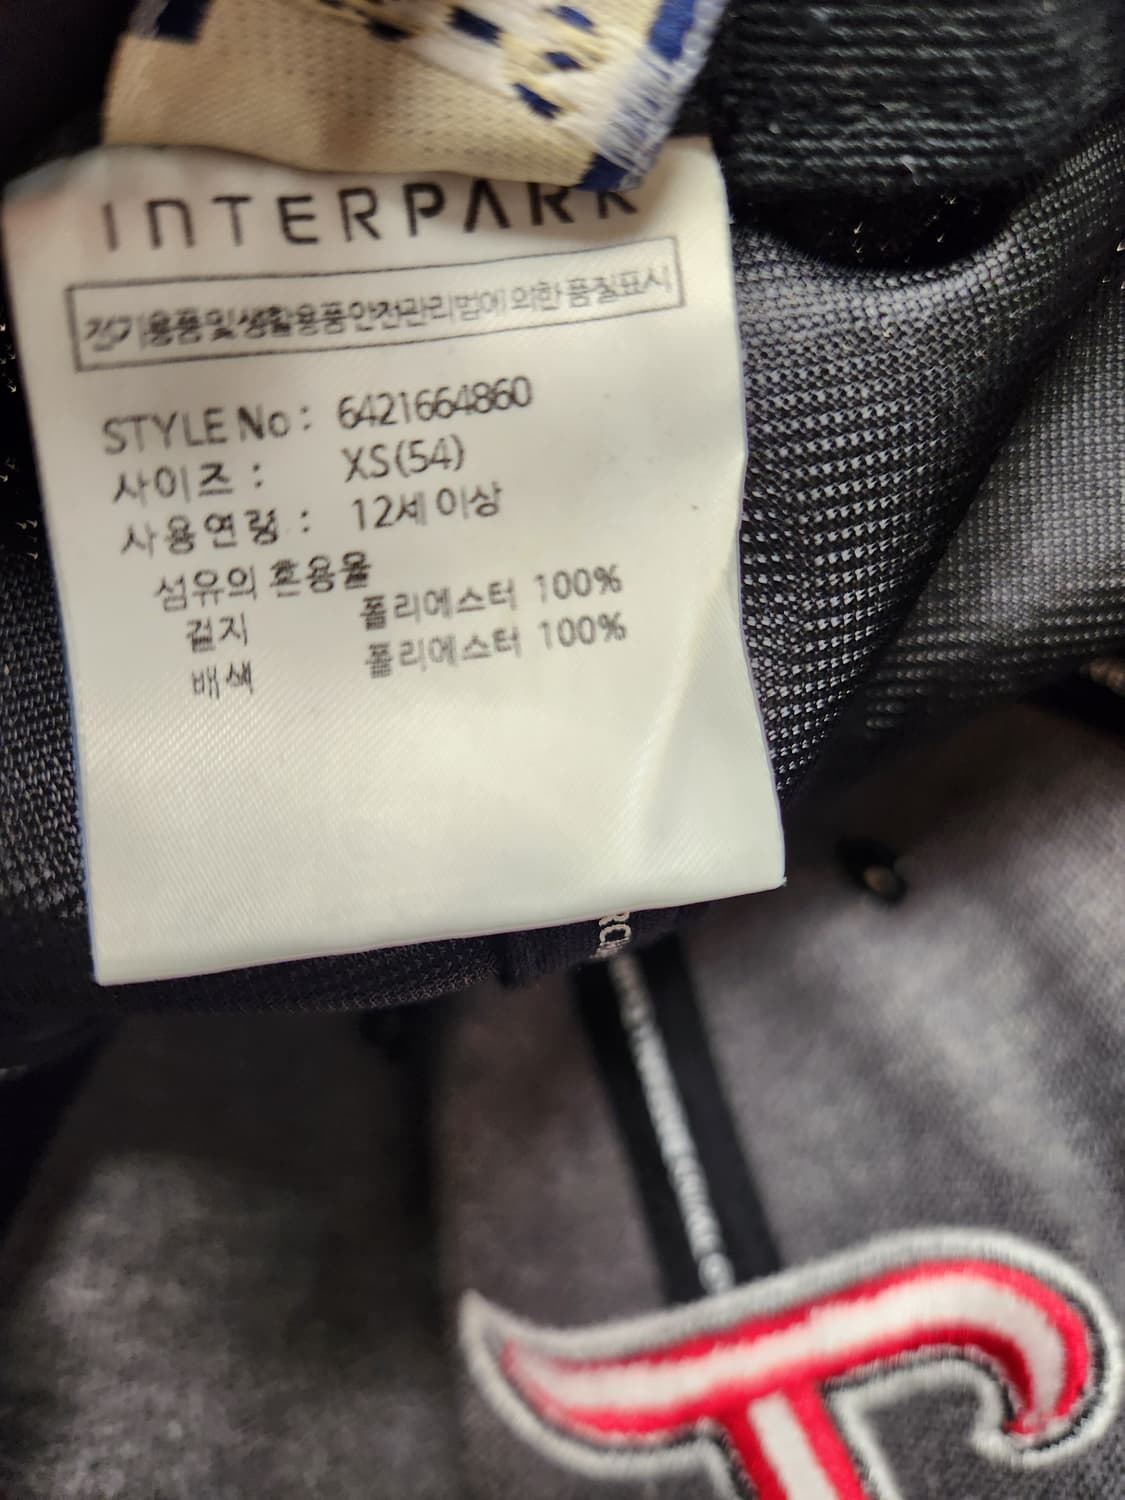 INTERPARK
전기용품 및 생활용품 안전관리법에 의한 품질표시
STYLE No : 6421664860
사이즈 : XS(54)
사용연령 : 12세 이상
섬유의 혼용율
겉지 폴리에스터 100%
배색 폴리에스터 100%